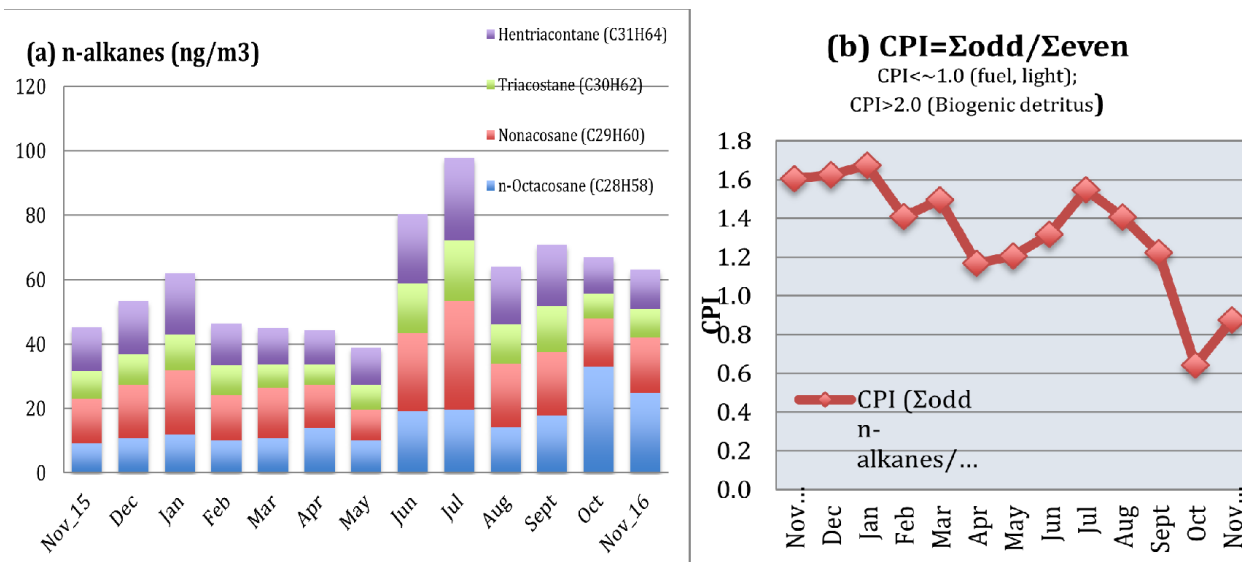 (a) n-alkanes (ng/m3)
Hentriacontane (C31H64)
Triacostane (C30H62)
Nonacosane (C29H60)
n-Octacosane (C28H58)
120
100
80
60
40
20
0
Nov_15
Dec
Jan
Feb
Mar
Apr
May
Jun
Jul
Aug
Sept
Oct
Nov_16
(b) CPI=Σodd/Σeven
CPI<~1.0 (fuel, light);
CPI>2.0 (Biogenic detritus)
1.8
1.6
1.4
1.2
1.0
0.8
0.6
0.4
0.2
0.0
CPI
CPI (Σodd
n-
alkanes/...
Nov...
Dec
Jan
Feb
Mar
Apr
May
Jun
Jul
Aug
Sept
Oct
Nov...